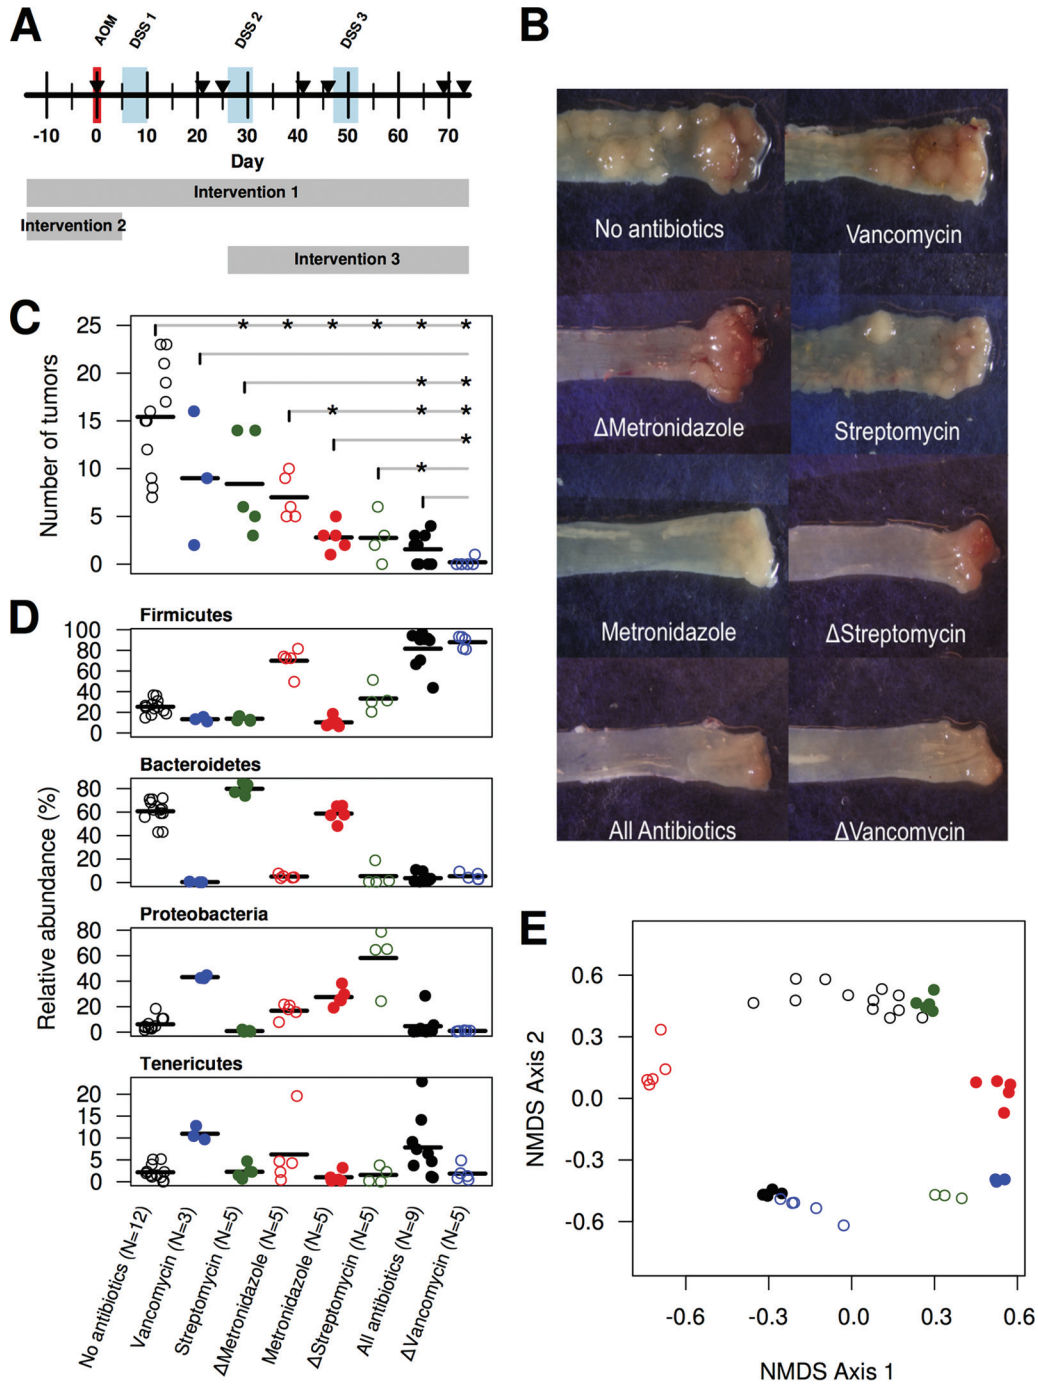 A
AOM
DSS 1
DSS 2
DSS 3
-10 0 10 20 30 40 50 60 70
Day
Intervention 1
Intervention 2
Intervention 3
B
No antibiotics
Vancomycin
ΔMetronidazole
Streptomycin
Metronidazole
ΔStreptomycin
All Antibiotics
ΔVancomycin
C
Number of tumors
25
20
15
10
5
0
* * * * * *
* *
* * *
*
*
D
Relative abundance (%)
Firmicutes
100
80
60
40
20
0
Bacteroidetes
80
60
40
20
0
Proteobacteria
80
60
40
20
0
Tenericutes
20
15
10
5
0
No antibiotics (N=12)
Vancomycin (N=3)
Streptomycin (N=5)
ΔMetronidazole (N=5)
Metronidazole (N=5)
ΔStreptomycin (N=5)
All antibiotics (N=9)
ΔVancomycin (N=5)
E
NMDS Axis 2
0.6
0.3
0.0
-0.3
-0.6
-0.6 -0.3 0.0 0.3 0.6
NMDS Axis 1